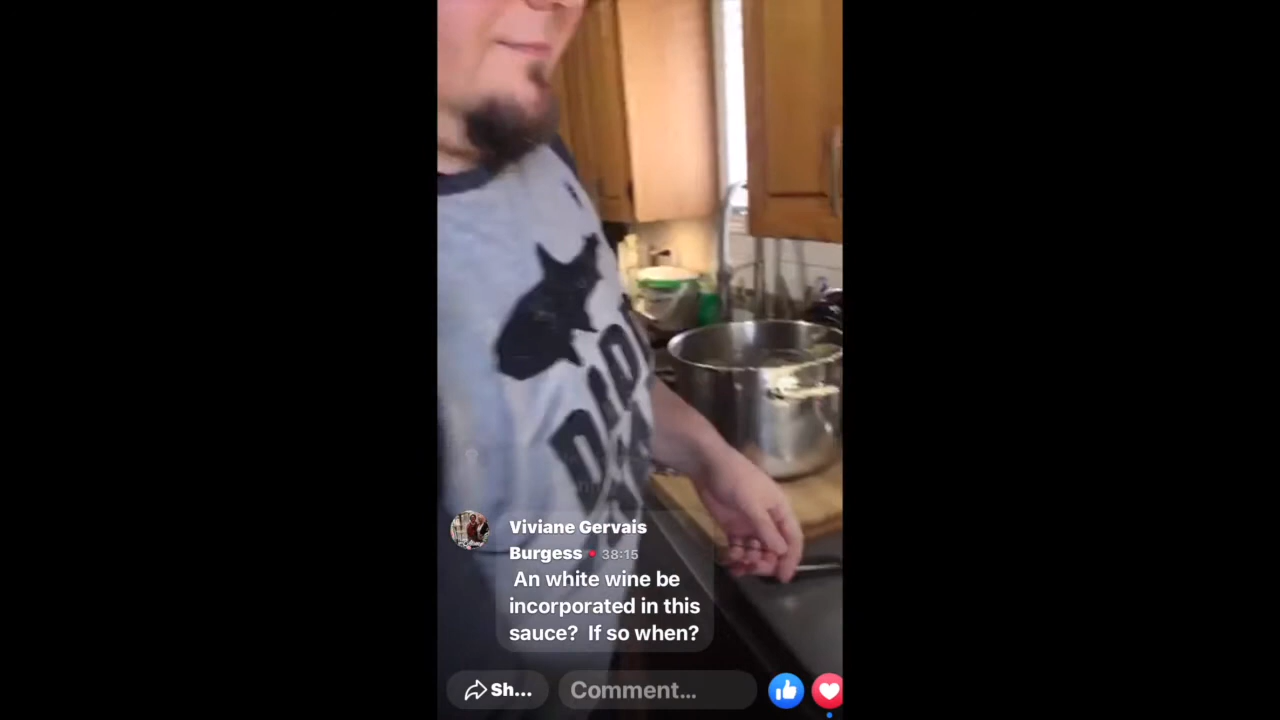 Viviane Gervais
Burgess 38:15
An white wine be
incorporated in this
sauce? If so when?
Sh...
Comment...